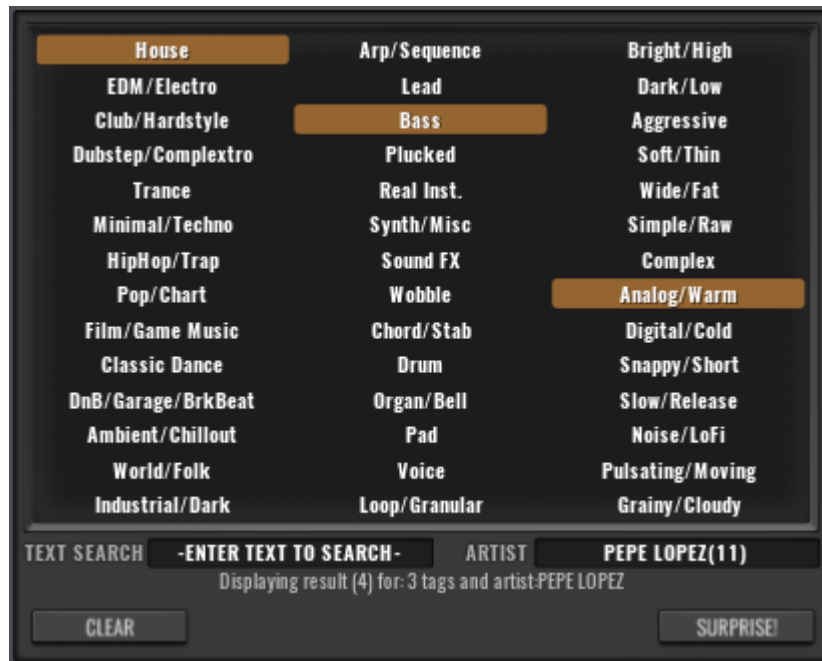 House Arp/Sequence Bright/High
EDM/Electro Lead Dark/Low
Club/Hardstyle Bass Aggressive
Dubstep/Complextro Plucked Soft/Thin
Trance Real Inst. Wide/Fat
Minimal/Techno Synth/Misc Simple/Raw
HipHop/Trap Sound FX Complex
Pop/Chart Wobble Analog/Warm
Film/Game Music Chord/Stab Digital/Cold
Classic Dance Drum Snappy/Short
DnB/Garage/BrkBeat Organ/Bell Slow/Release
Ambient/Chillout Pad Noise/LoFi
World/Folk Voice Pulsating/Moving
Industrial/Dark Loop/Granular Grainy/Cloudy
TEXT SEARCH -ENTER TEXT TO SEARCH- ARTIST PEPE LOPEZ(11)
Displaying result (4) for: 3 tags and artist:PEPE LOPEZ
CLEAR SURPRISE!